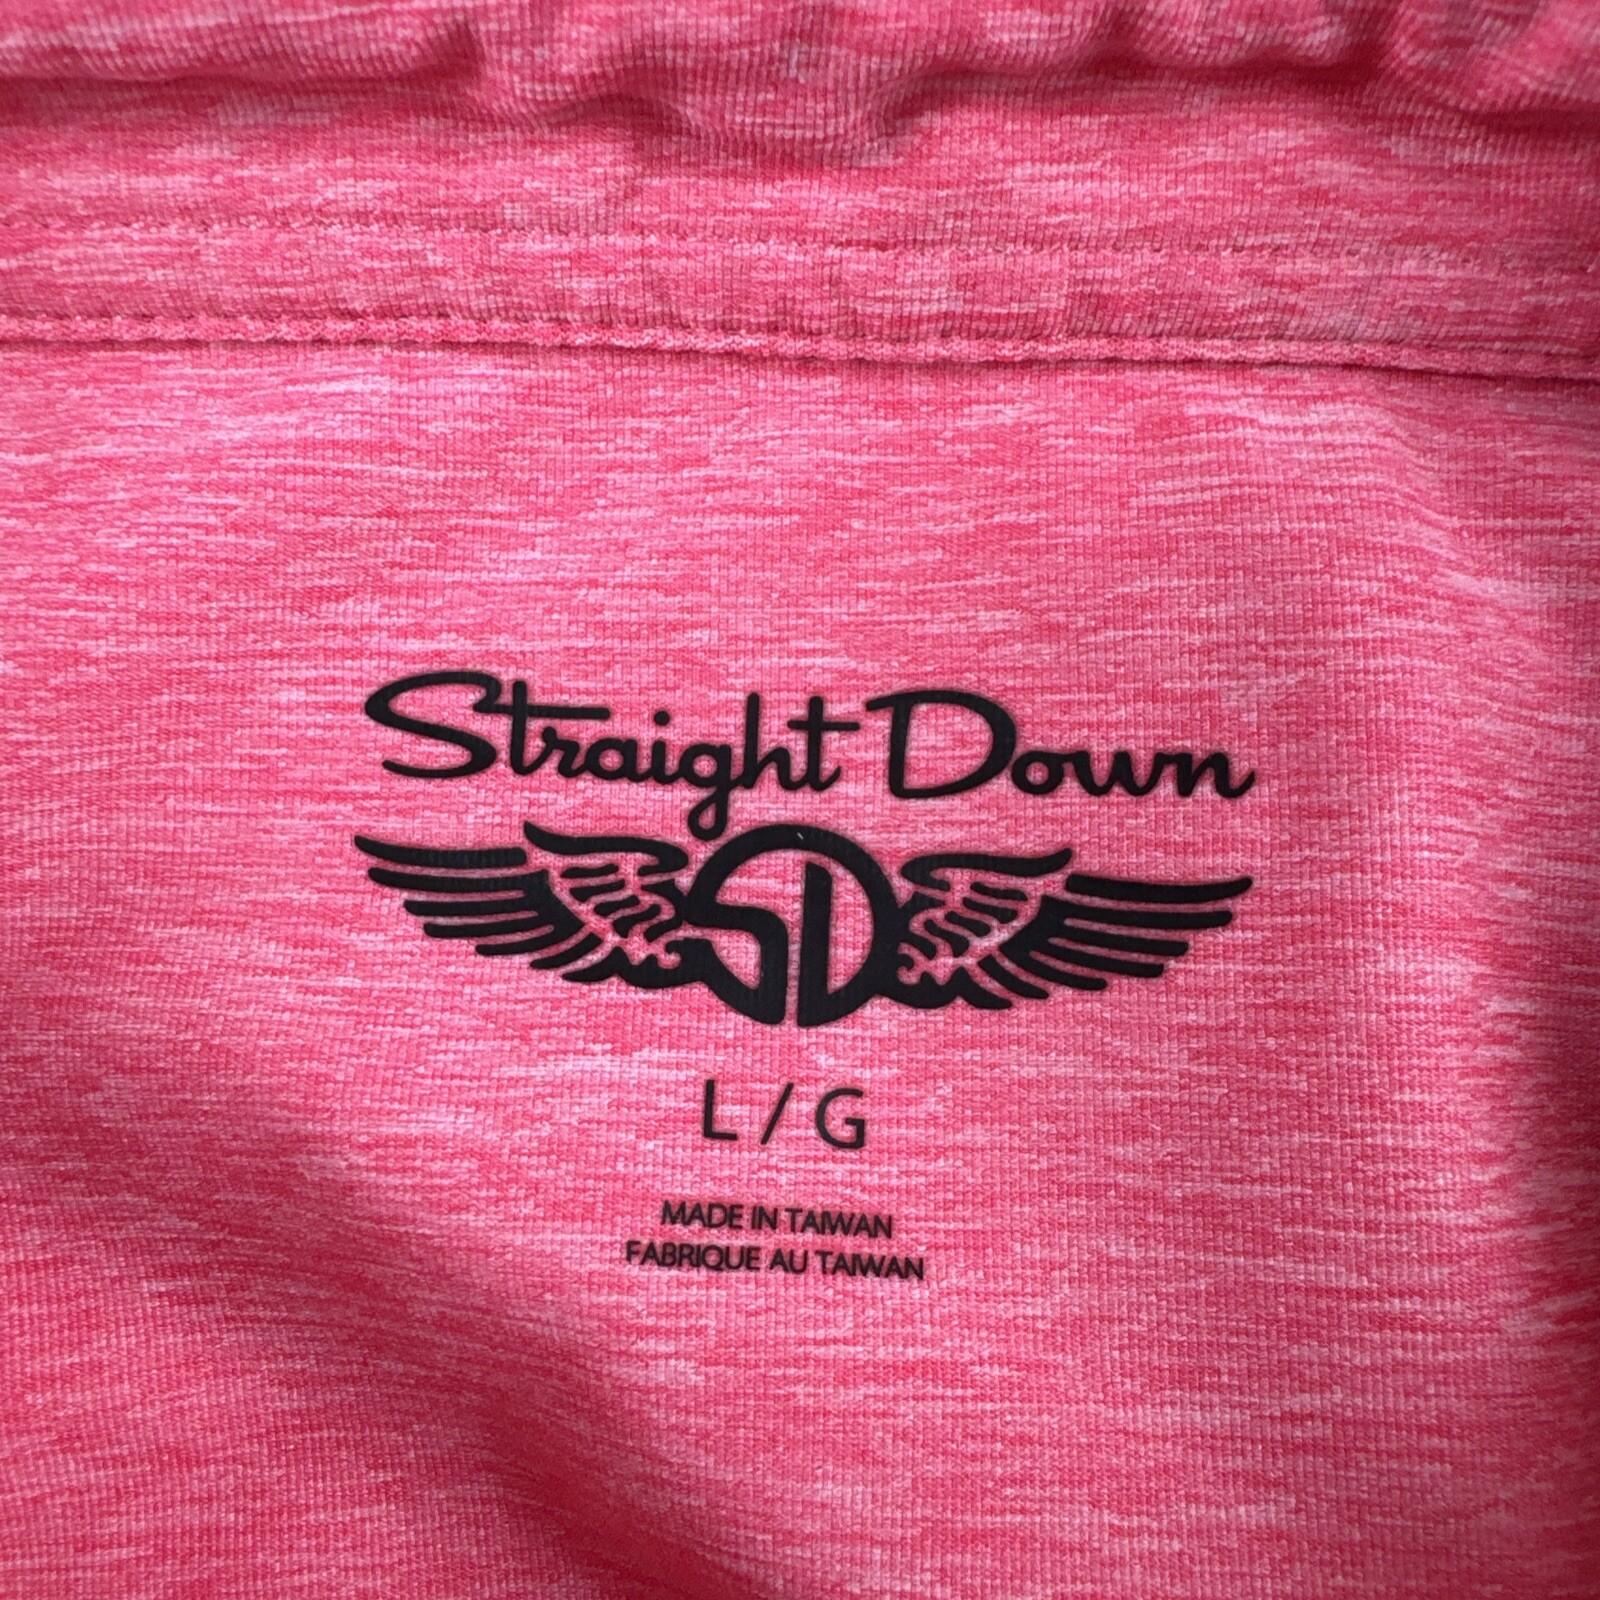 Straight Down
SD
L / G
MADE IN TAIWAN
FABRIQUE AU TAIWAN